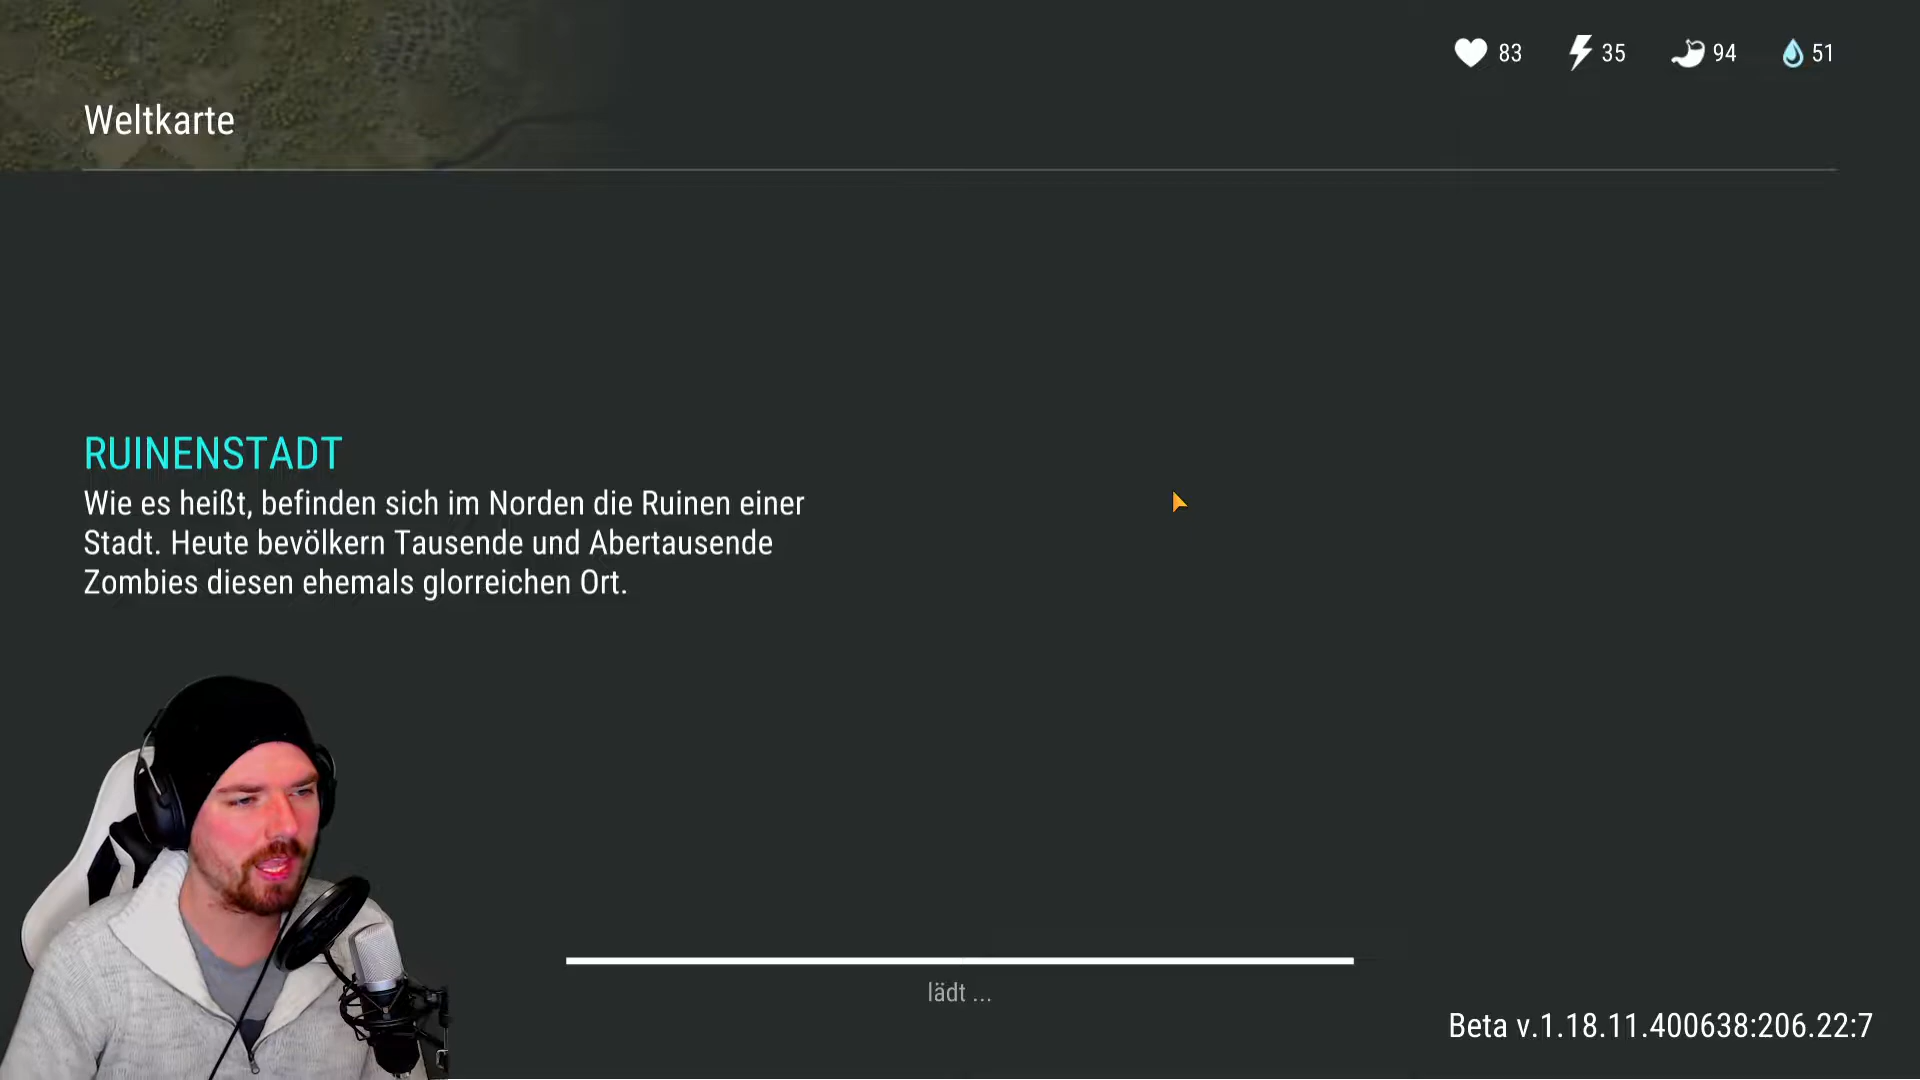 83 35 94 51
Weltkarte
RUINENSTADT
Wie es heißt, befinden sich im Norden die Ruinen einer
Stadt. Heute bevölkern Tausende und Abertausende
Zombies diesen ehemals glorreichen Ort.
lädt ...
Beta v.1.18.11.400638:206.22:7